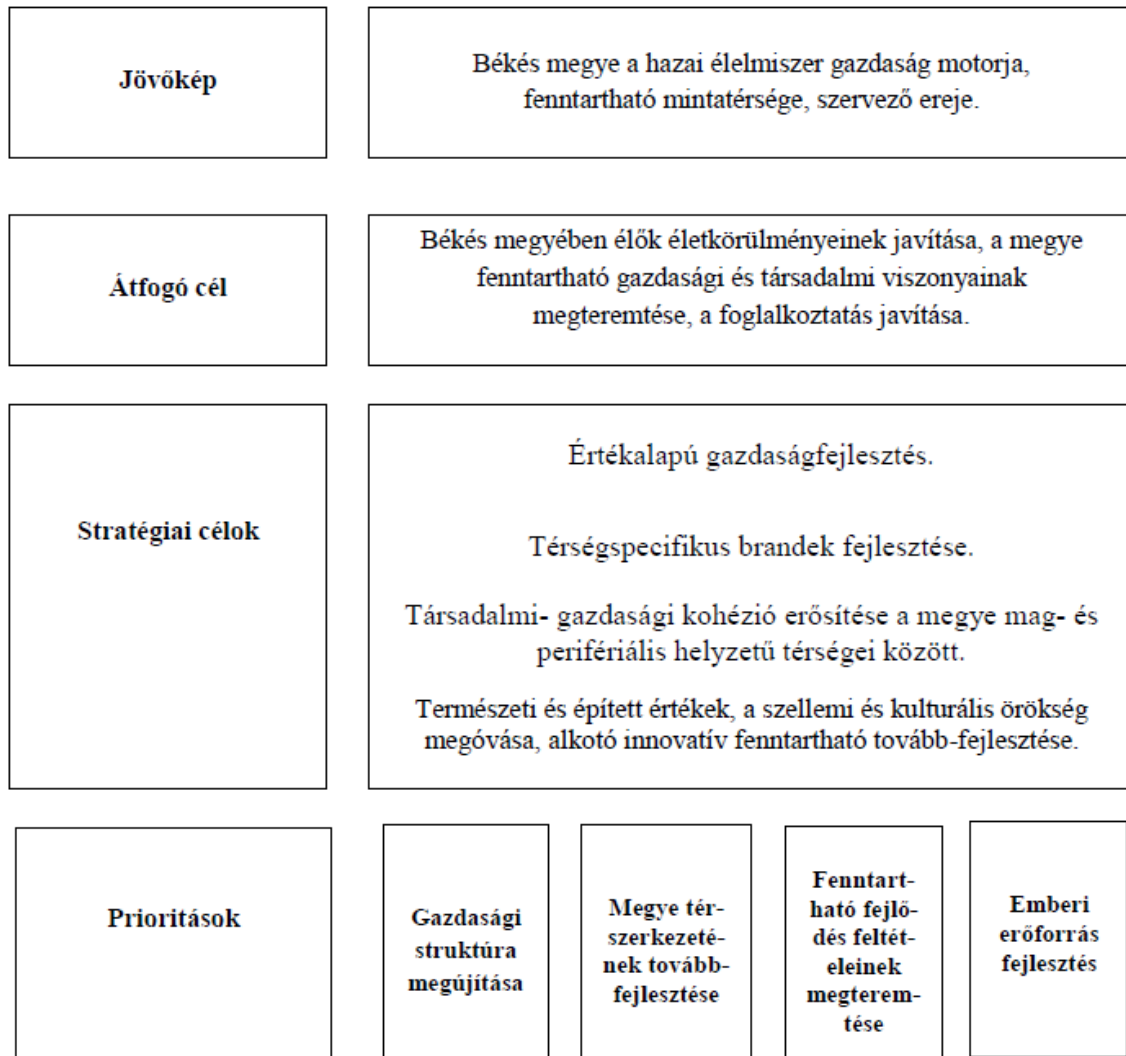 Jövőkép
Békés megye a hazai élelmiszer gazdaság motorja,
fenntartható mintatérsége, szervező ereje.
Átfogó cél
Békés megyében élők életkörülményeinek javítása, a megye
fenntartható gazdasági és társadalmi viszonyainak
megteremtése, a foglalkoztatás javítása.
Stratégiai célok
Értékalapú gazdaságfejlesztés.
Térségspecifikus brandek fejlesztése.
Társadalmi- gazdasági kohézió erősítése a megye mag- és
perifériális helyzetű térségei között.
Természeti és épített értékek, a szellemi és kulturális örökség
megóvása, alkotó innovatív fenntartható tovább-fejlesztése.
Prioritások
Gazdasági
struktúra
megújítása
Megye tér-
szerkezeté-
nek tovább-
fejlesztése
Fenntart-
ható fejlő-
dés feltét-
eleinek
megterem-
tése
Emberi
erőforrás
fejlesztés